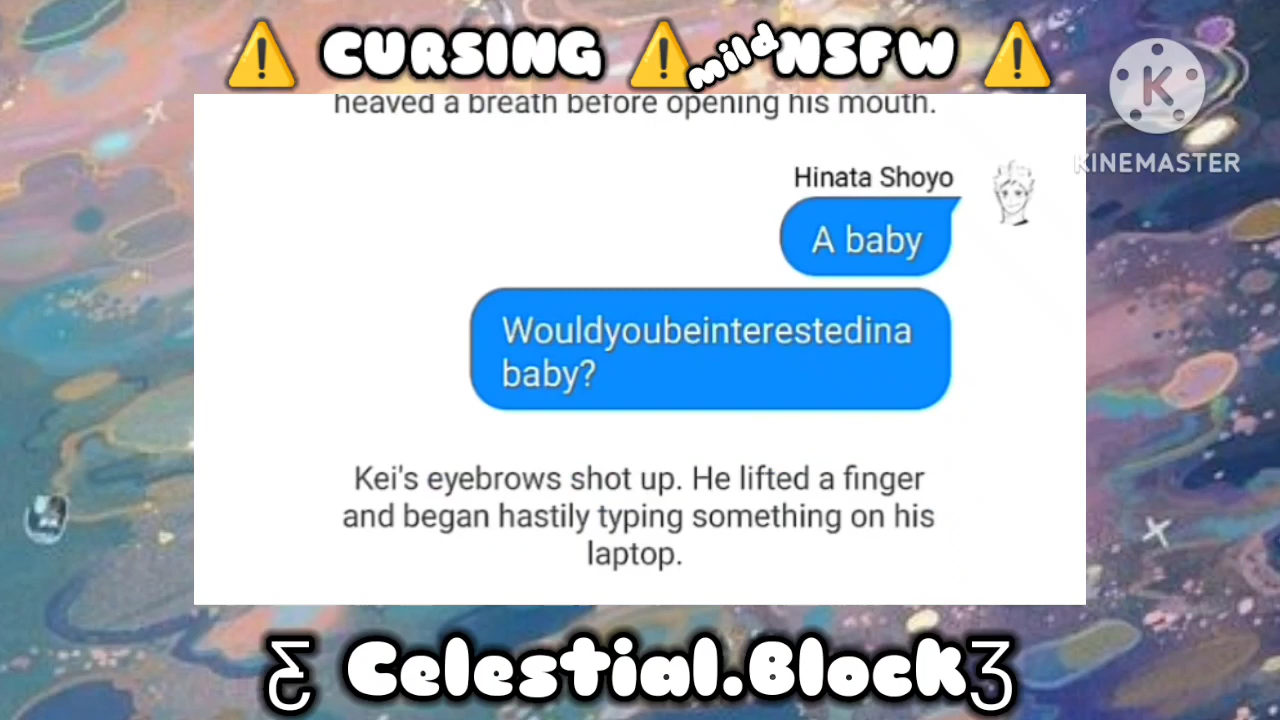 ⚠️ CURSING ⚠️ mild NSFW ⚠️
K
KINEMASTER
heaved a breath before opening his mouth.
Hinata Shoyo
A baby
Wouldyoubeinterestedina
baby?
Kei's eyebrows shot up. He lifted a finger
and began hastily typing something on his
laptop.
Ƹ Celestial.Block Ʒ